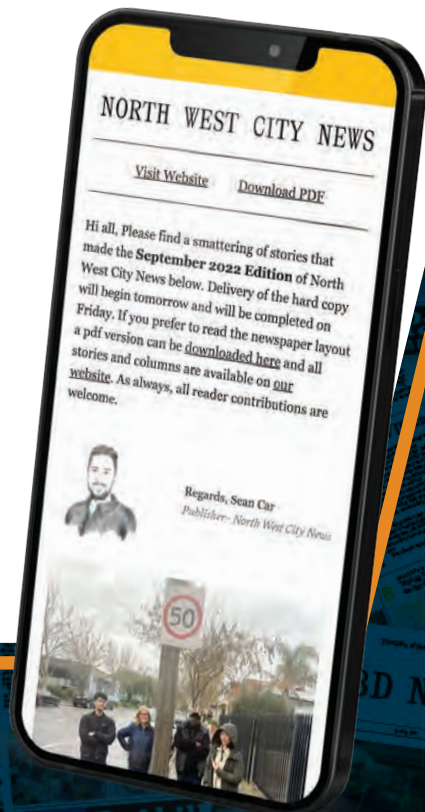 NORTH WEST CITY NEWS
Visit Website Download PDF
Hi all, Please find a smattering of stories that
made the September 2022 Edition of North
West City News below. Delivery of the hard copy
will begin tomorrow and will be completed on
Friday. If you prefer to read the newspaper layout
a pdf version can be downloaded here and all
stories and columns are available on our
website. As always, all reader contributions are
welcome.
Regards, Sean Car
Publisher- North West City News
50